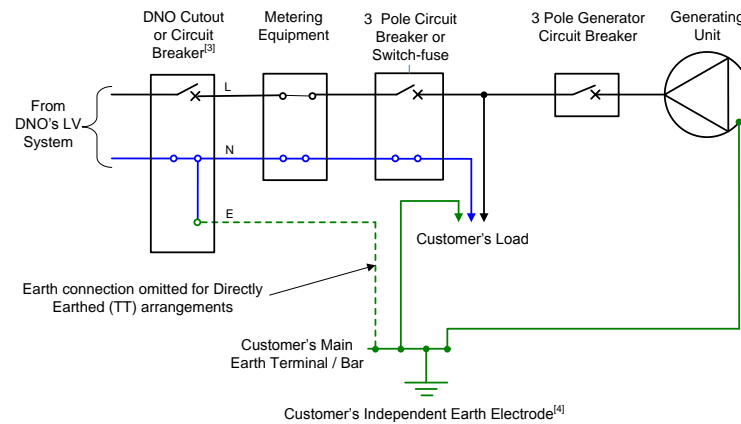 DNO Cutout
or Circuit
Breaker[3]
Metering
Equipment
3 Pole Circuit
Breaker or
Switch-fuse
3 Pole Generator
Circuit Breaker
Generating
Unit
From
DNO's LV
System
L
N
E
Customer's Load
Earth connection omitted for Directly
Earthed (TT) arrangements
Customer's Main
Earth Terminal / Bar
Customer's Independent Earth Electrode[4]